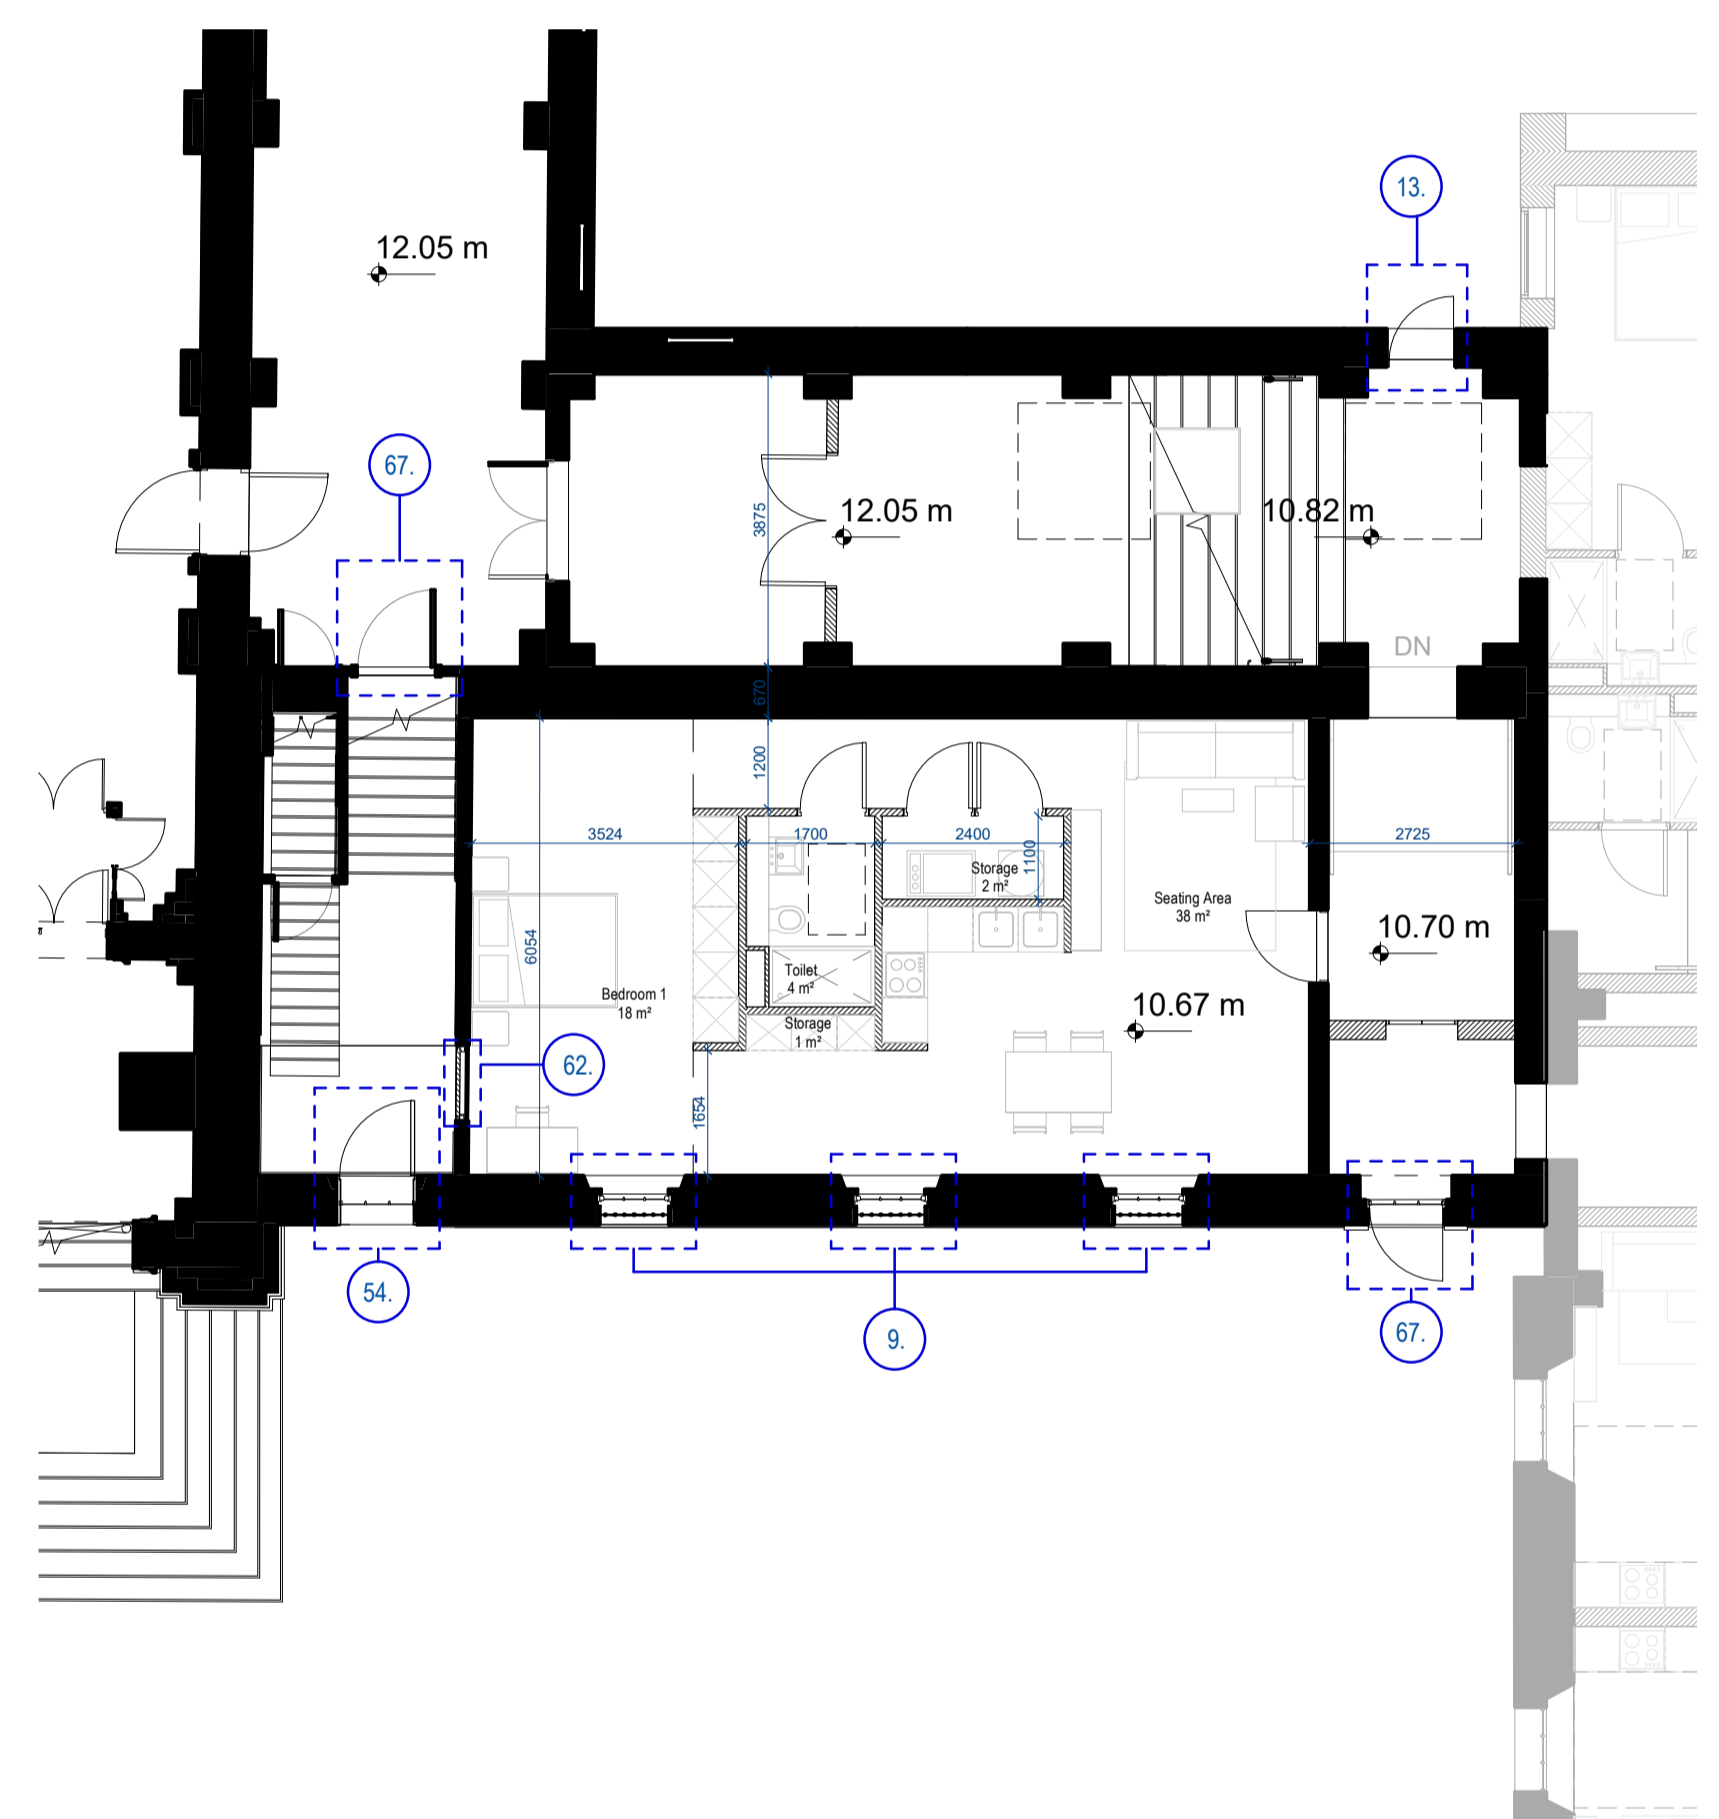 13.
12.05 m
67.
3875
12.05 m
10.82 m
DN
670
1200
3524
1700
2400
1100
2725
Storage
2 m²
Seating Area
38 m²
10.70 m
6054
Toilet
4 m²
Bedroom 1
18 m²
10.67 m
Storage
1 m²
62.
1654
54.
9.
67.